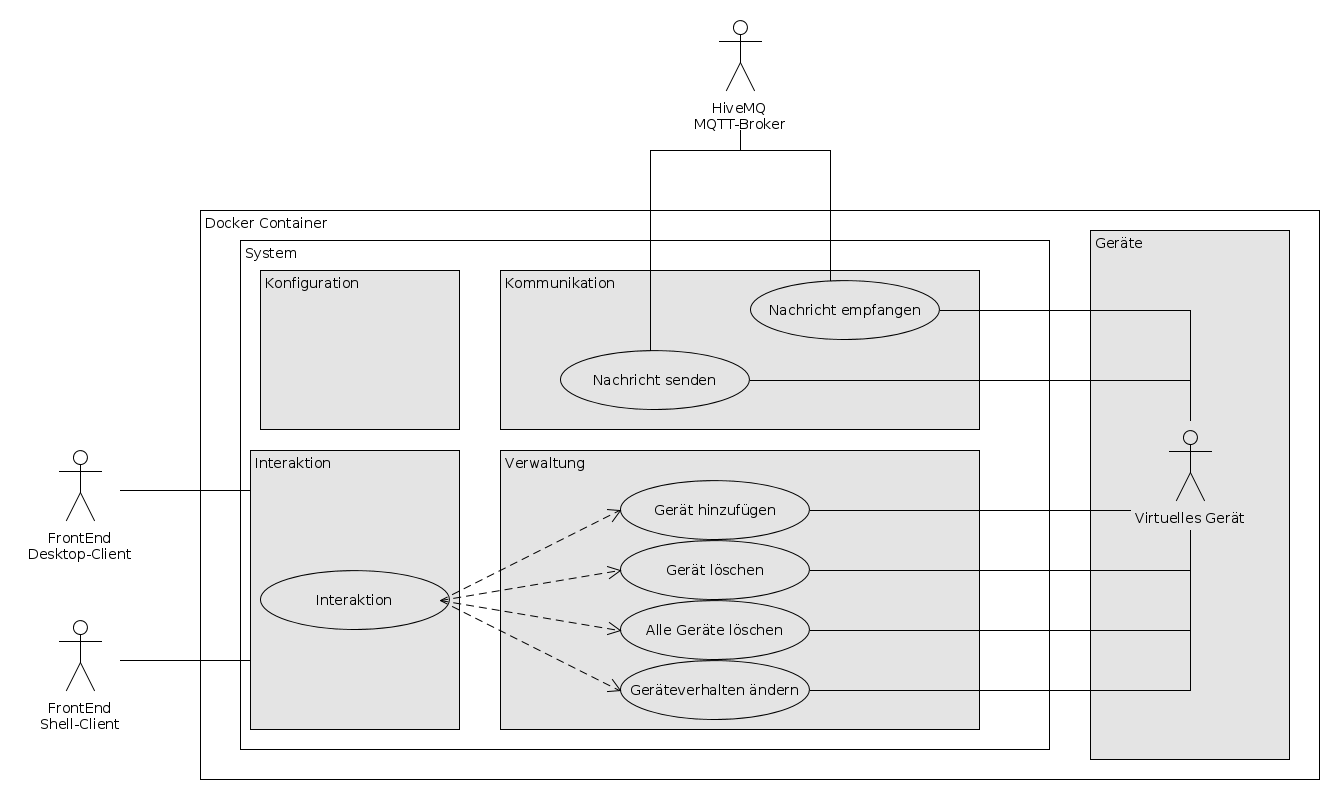 HiveMQ
MQTT-Broker
Docker Container
System
Geräte
Konfiguration
Kommunikation
Nachricht empfangen
Nachricht senden
Interaktion
Verwaltung
Gerät hinzufügen
Virtuelles Gerät
FrontEnd
Desktop-Client
Gerät löschen
Interaktion
Alle Geräte löschen
Geräteverhalten ändern
FrontEnd
Shell-Client